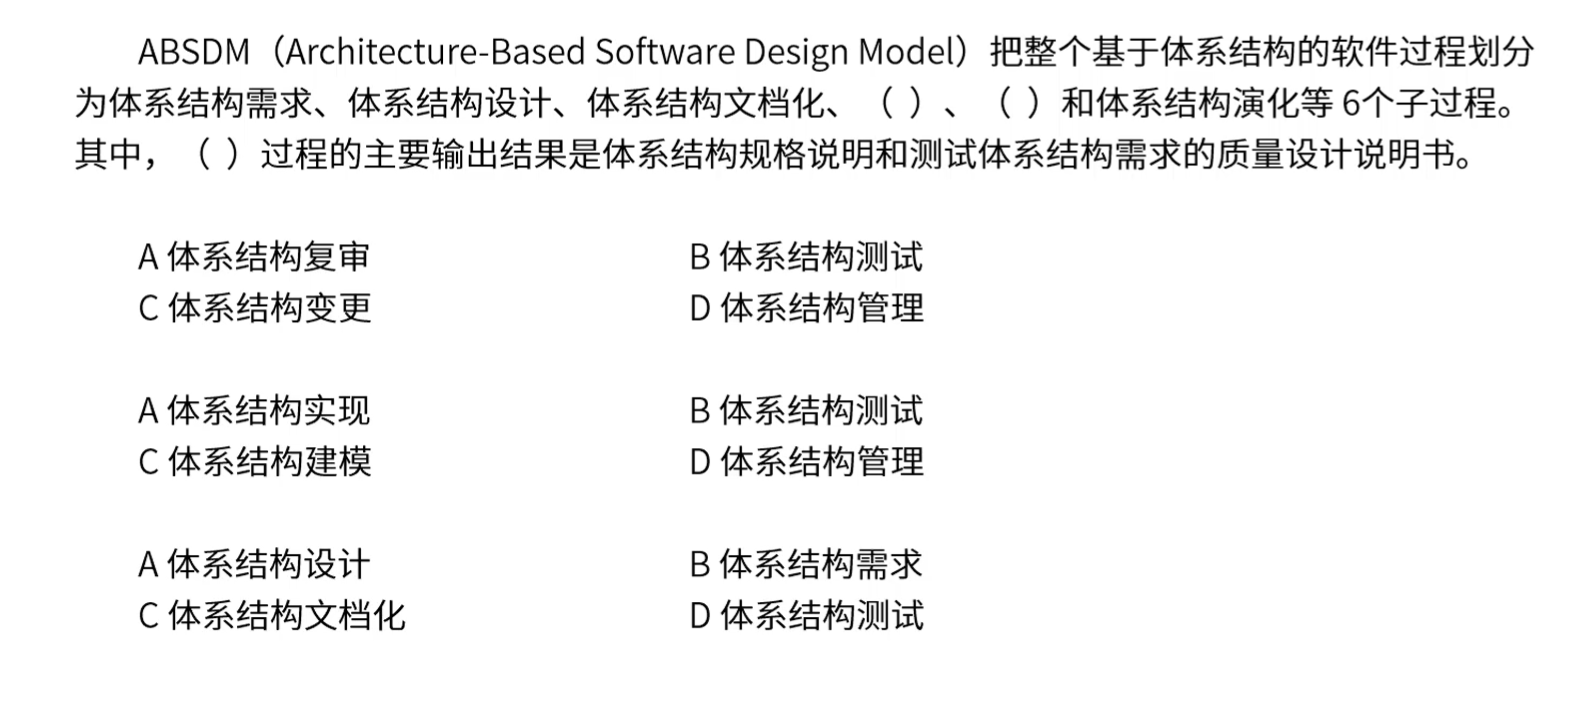 ABSDM（Architecture-Based Software Design Model）把整个基于体系结构的软件过程划分
为体系结构需求、体系结构设计、体系结构文档化、（ ）、（ ）和体系结构演化等 6个子过程。
其中，（ ）过程的主要输出结果是体系结构规格说明和测试体系结构需求的质量设计说明书。
A 体系结构复审 B 体系结构测试
C 体系结构变更 D 体系结构管理
A 体系结构实现 B 体系结构测试
C 体系结构建模 D 体系结构管理
A 体系结构设计 B 体系结构需求
C 体系结构文档化 D 体系结构测试